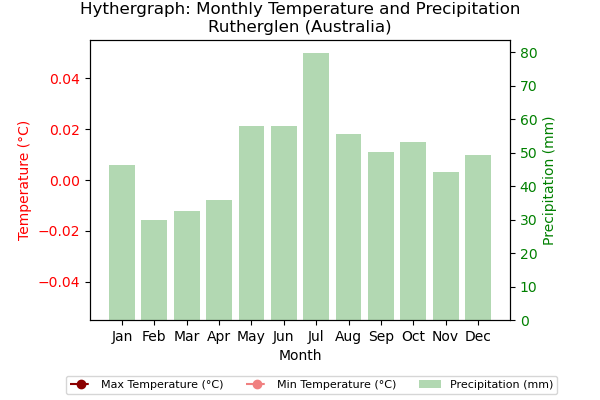 Hythergraph: Monthly Temperature and Precipitation
Rutherglen (Australia)
0.04
0.02
0.00
−0.02
−0.04
Temperature (°C)
80
70
60
50
40
30
20
10
0
Precipitation (mm)
Jan Feb Mar Apr May Jun Jul Aug Sep Oct Nov Dec
Month
Max Temperature (°C) Min Temperature (°C) Precipitation (mm)